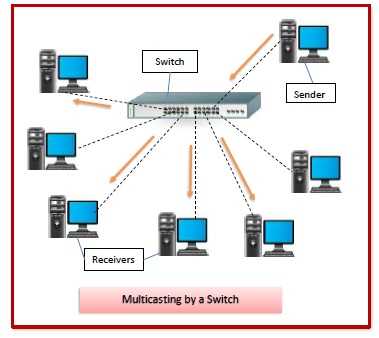 Switch
Sender
Receivers
Multicasting by a Switch